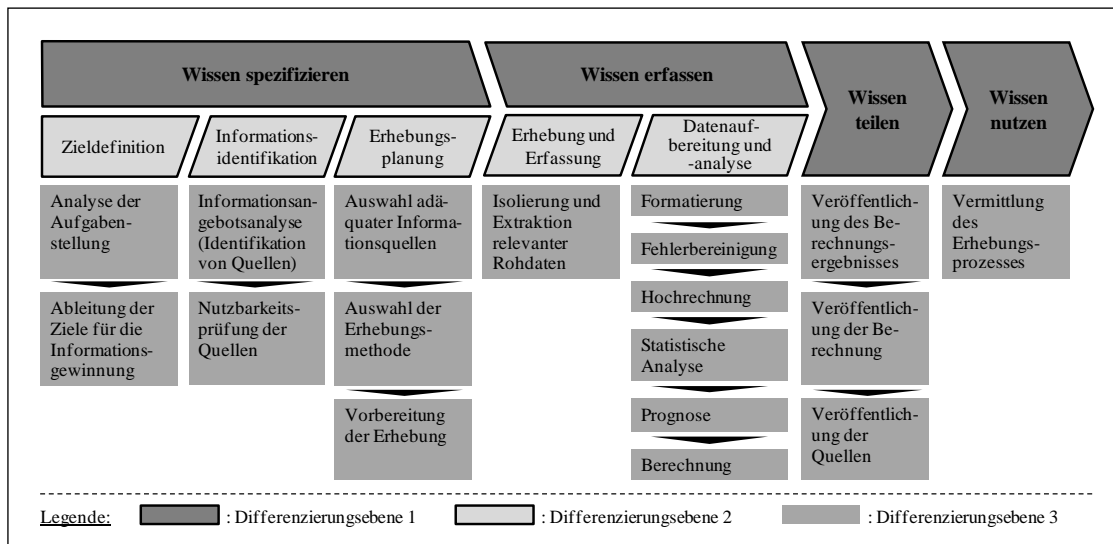 Wissen spezifizieren
Wissen erfassen
Wissen
teilen
Wissen
nutzen
Zieldefinition
Informations-
identifikation
Erhebungs-
planung
Erhebung und
Erfassung
Datenauf-
bereitung und
-analyse
Analyse der
Aufgaben-
stellung
Ableitung der
Ziele für die
Informations-
gewinnung
Informationsan-
gebotsanalyse
(Identifikation
von Quellen)
Nutzbarkeits-
prüfung der
Quellen
Auswahl adä-
quater Informa-
tionsquellen
Auswahl der
Erhebungs-
methode
Vorbereitung
der Erhebung
Isolierung und
Extraktion
relevanter
Rohdaten
Formatierung
Fehlerbereinigung
Hochrechnung
Statistische
Analyse
Prognose
Berechnung
Veröffentlich-
ung des Be-
rechnungs-
ergebnisses
Veröffentlich-
ung der Be-
rechnung
Veröffentlich-
ung der
Quellen
Vermittlung
des
Erhebungs-
prozesses
Legende: : Differenzierungsebene 1 : Differenzierungsebene 2 : Differenzierungsebene 3